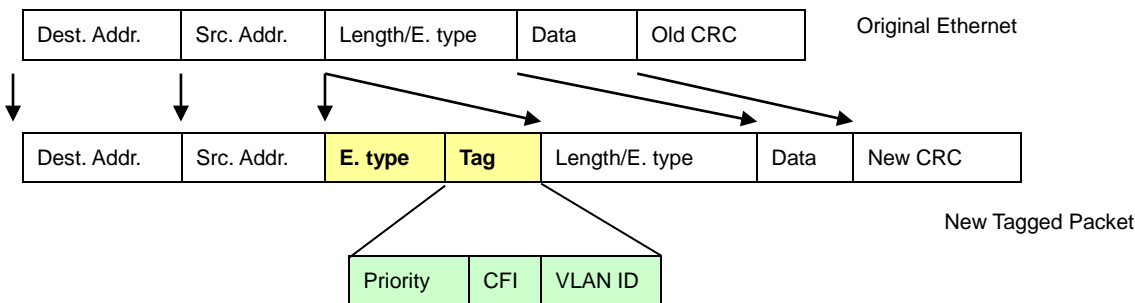 Dest. Addr. Src. Addr. Length/E. type Data Old CRC Original Ethernet
Dest. Addr. Src. Addr. E. type Tag Length/E. type Data New CRC
New Tagged Packet
Priority CFI VLAN ID